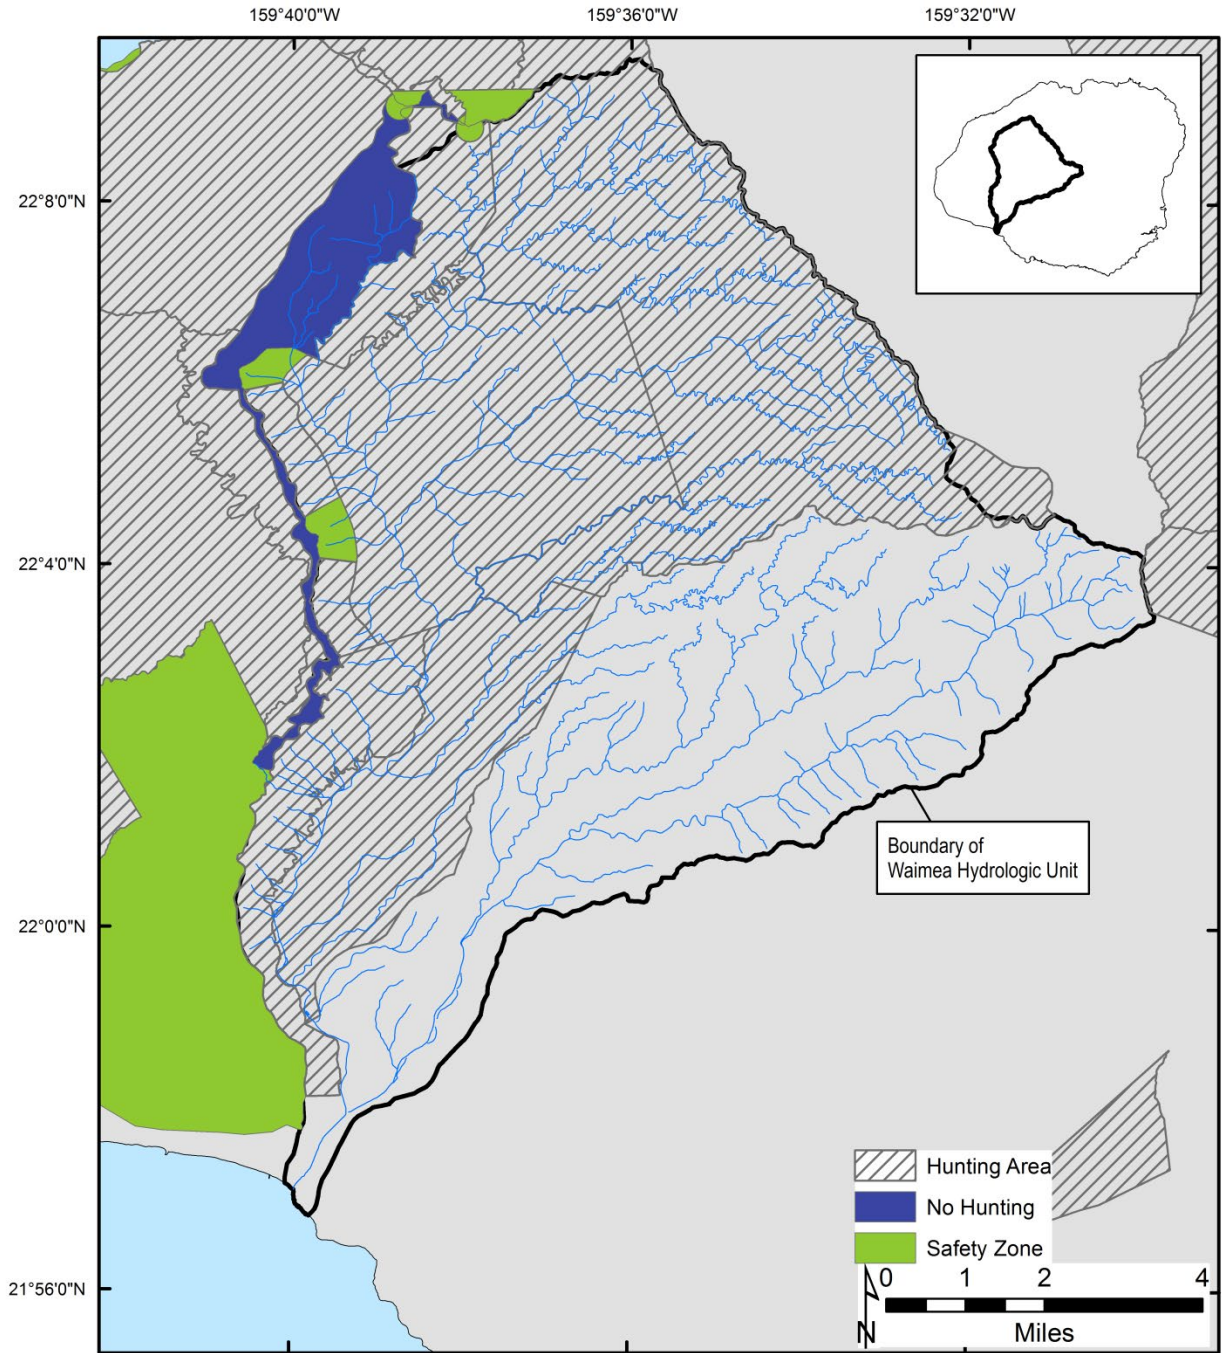 159°40'0"W
159°36'0"W
159°32'0"W
22°8'0"N
22°4'0"N
Boundary of
Waimea Hydrologic Unit
22°0'0"N
Hunting Area
No Hunting
Safety Zone
21°56'0"N
0 1 2 4
Miles
N